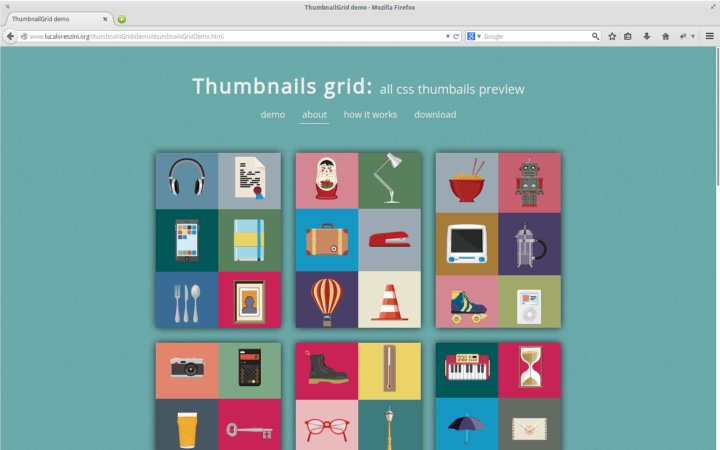 ThumbnailGrid demo - Mozilla Firefox
ThumbnailGrid demo
www.lucalorenzini.org/thumbnailsGrid/demo/thumbnailGridDemo.html
Google
Thumbnails grid: all css thumbails preview
demo about how it works download